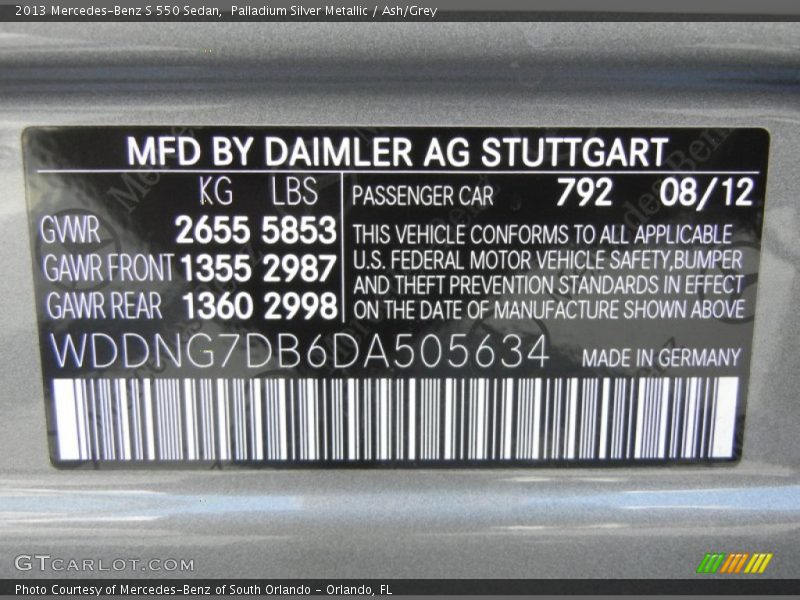 2013 Mercedes-Benz S 550 Sedan,  Palladium Silver Metallic / Ash/Grey
MFD BY DAIMLER AG STUTTGART
KG LBS
GVWR 2655 5853
GAWR FRONT 1355 2987
GAWR REAR 1360 2998
PASSENGER CAR 792 08/12
THIS VEHICLE CONFORMS TO ALL APPLICABLE
U.S. FEDERAL MOTOR VEHICLE SAFETY,BUMPER
AND THEFT PREVENTION STANDARDS IN EFFECT
ON THE DATE OF MANUFACTURE SHOWN ABOVE
WDDNG7DB6DA505634 MADE IN GERMANY
GTCARLOT.COM
Photo Courtesy of Mercedes-Benz of South Orlando - Orlando, FL